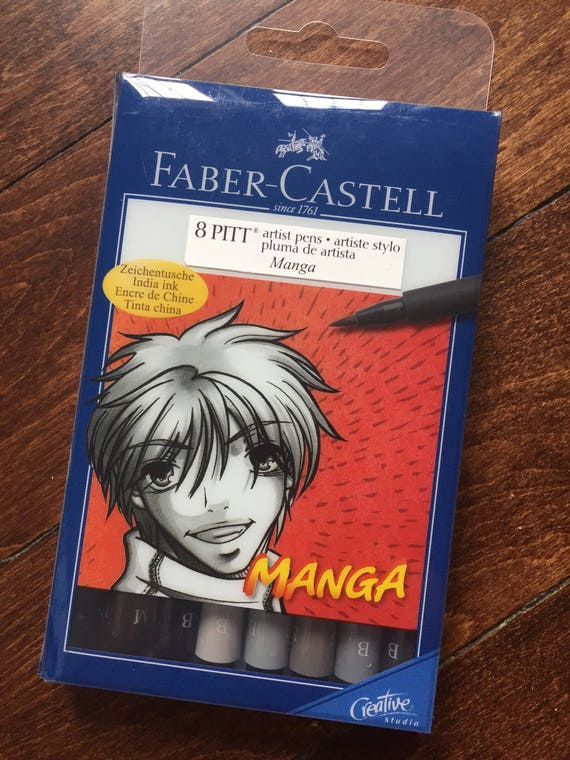 FABER-CASTELL
since 1761
8 PITT® artist pens • artiste stylo
pluma de artista
Manga
Zeichentusche
India ink
Encre de Chine
Tinta china
MANGA
M B B B B B
Creative
studio